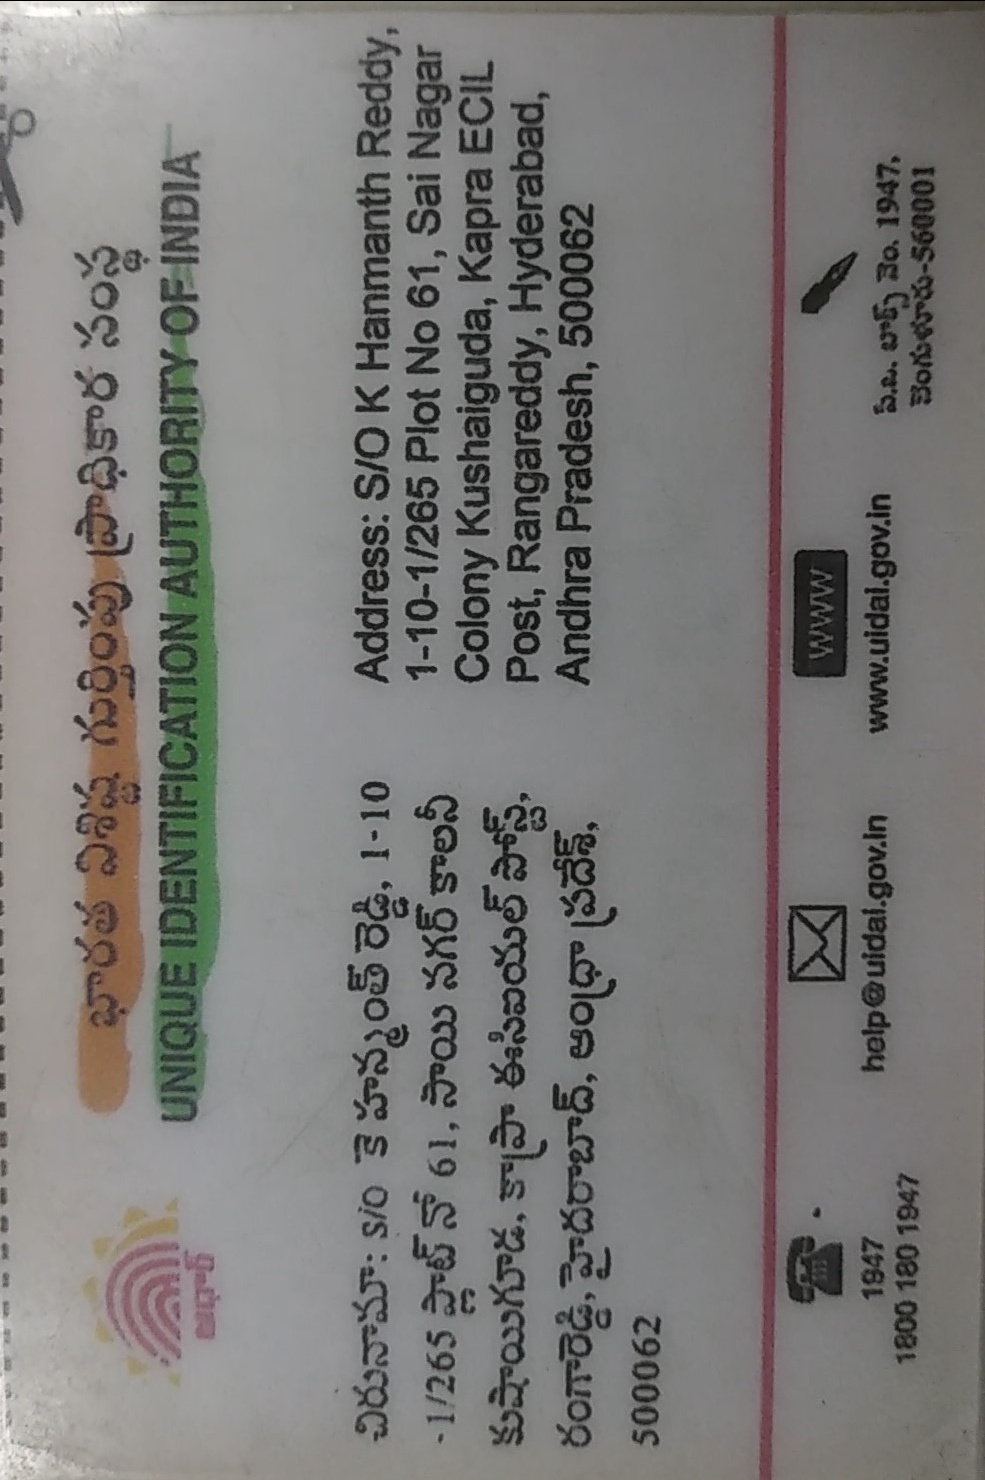 భారత విశిష్ట గుర్తింపు ప్రాధికార సంస్థ
UNIQUE IDENTIFICATION AUTHORITY OF INDIA
ఆధార్
చిరునామా: S/O కె హన్మంత్ రెడ్డి, 1-10
-1/265 ప్లాట్ నో 61, సాయి నగర్ కాలనీ
కుషాయిగూడ, కాప్రా ఈసిఐయల్ పోస్ట్,
రంగారెడ్డి, హైదరాబాద్, ఆంధ్రా ప్రదేశ్,
500062
Address: S/O K Hanmanth Reddy,
1-10-1/265 Plot No 61, Sai Nagar
Colony Kushaiguda, Kapra ECIL
Post, Rangareddy, Hyderabad,
Andhra Pradesh, 500062
1947
1800 180 1947
help@uidai.gov.in
WWW
www.uidai.gov.in
పి.ఒ. బాక్స్ నెం. 1947,
బెంగుళూరు-560001